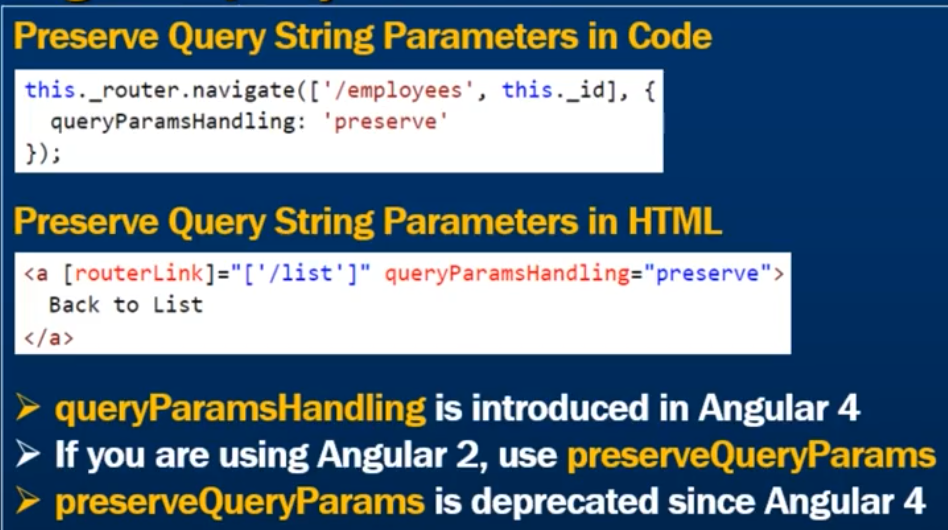 Preserve Query String Parameters in Code
this._router.navigate(['/employees', this._id], {
  queryParamsHandling: 'preserve'
});
Preserve Query String Parameters in HTML
<a [routerLink]="['/list']" queryParamsHandling="preserve">
  Back to List
</a>
➢ queryParamsHandling is introduced in Angular 4
➢ If you are using Angular 2, use preserveQueryParams
➢ preserveQueryParams is deprecated since Angular 4